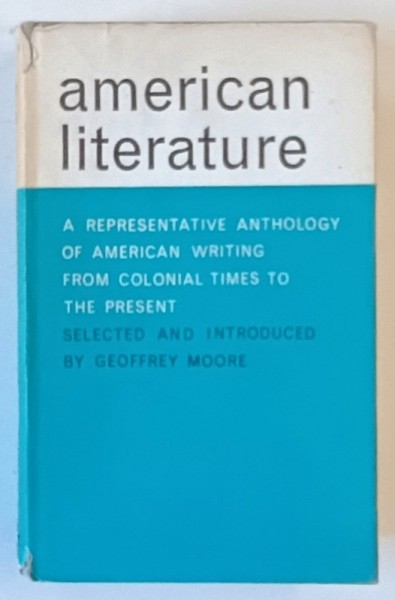 american
literature
A REPRESENTATIVE ANTHOLOGY
OF AMERICAN WRITING
FROM COLONIAL TIMES TO
THE PRESENT
SELECTED AND INTRODUCED
BY GEOFFREY MOORE